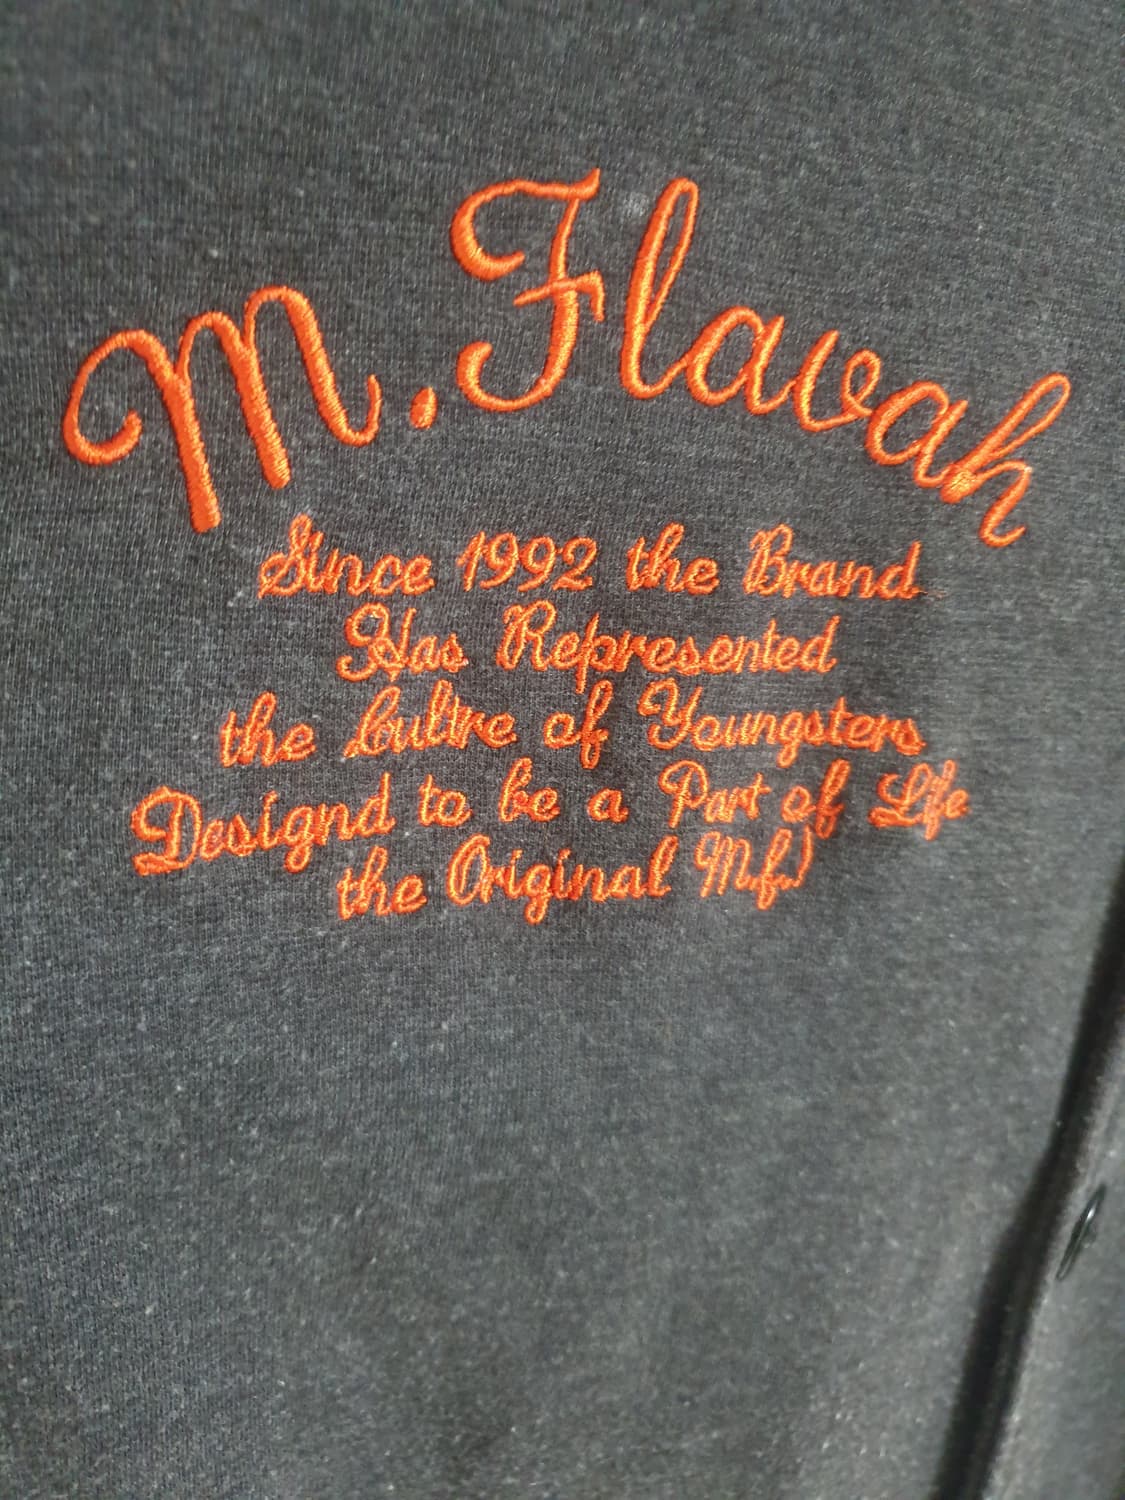 M. Flavah
Since 1992 the Brand
Has Represented
the Cultre of Youngsters
Designd to be a Part of Life
the Original M.f.)